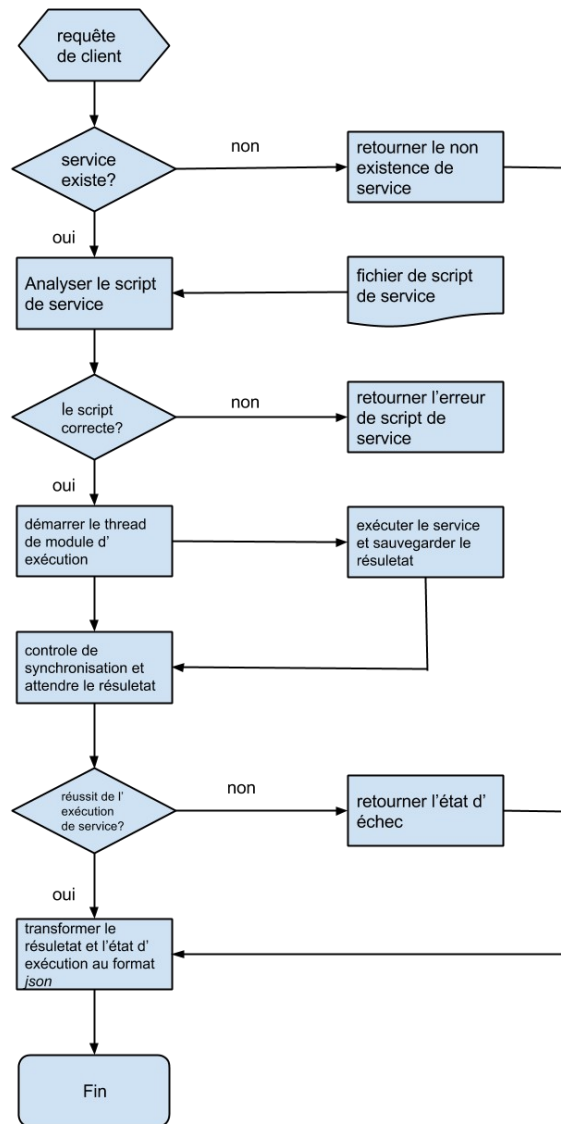 requête
de client
service
existe?
non
retourner le non
existence de
service
oui
Analyser le script
de service
fichier de script
de service
le script
correcte?
non
retourner l'erreur
de script de
service
oui
démarrer le thread
de module d'
exécution
exécuter le service
et sauvegarder le
résuletat
controle de
synchronisation et
attendre le résuletat
réussit de l'
exécution
de service?
non
retourner l'état d'
échec
oui
transformer le
résuletat et l'état d'
exécution au format
json
Fin